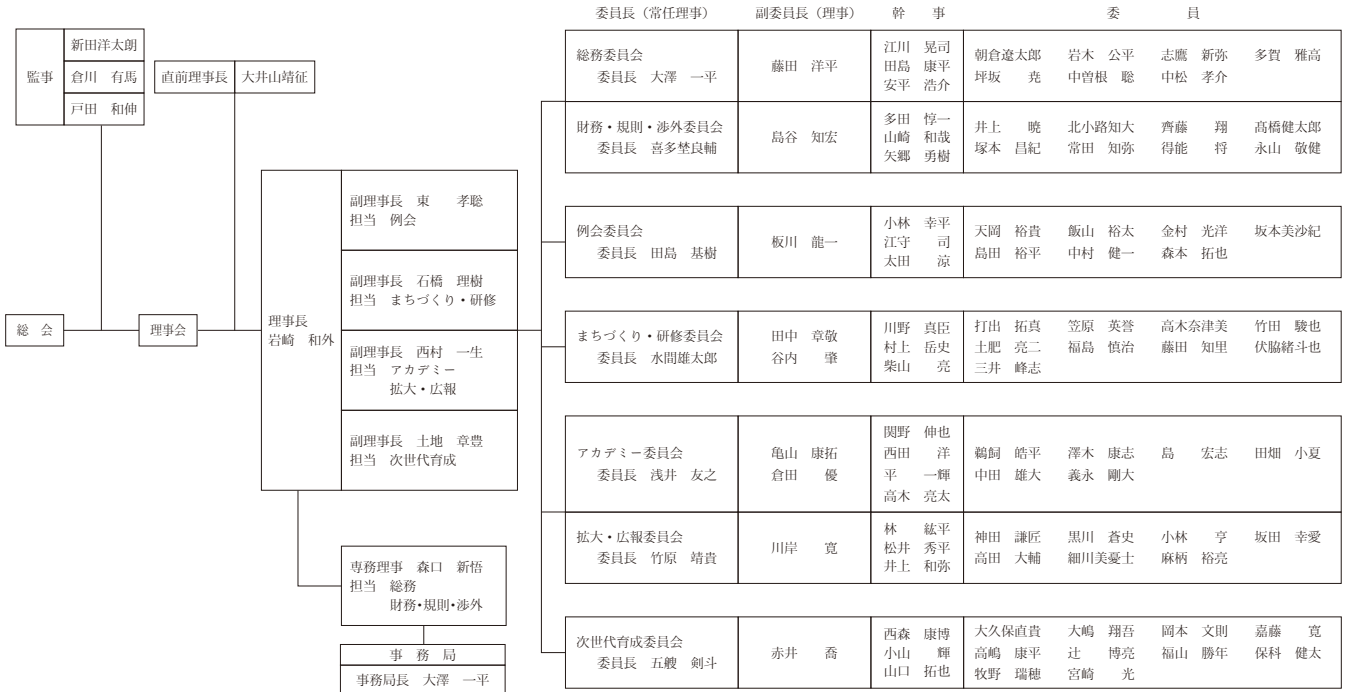 委員長（常任理事）　副委員長（理事）　幹　事　委　員
監事
新田洋太朗
倉川　有馬
戸田　和伸
直前理事長　大井山靖征
総　会
理事会
理事長
岩崎　和外
副理事長　東　　孝聡
担当　例会
副理事長　石橋　理樹
担当　まちづくり・研修
副理事長　西村　一生
担当　アカデミー
拡大・広報
副理事長　土地　章豊
担当　次世代育成
専務理事　森口　新悟
担当　総務
財務・規則・渉外
事　務　局
事務局長　大澤　一平
総務委員会
委員長　大澤　一平
藤田　洋平
江川　晃司
田島　康平
安平　浩介
朝倉遼太郎　岩木　公平　志鷹　新弥　多賀　雅高
坪坂　　尭　中曽根　聡　中松　孝介
財務・規則・渉外委員会
委員長　喜多埜良輔
島谷　知宏
多田　惇一
山崎　和哉
矢郷　勇樹
井上　　暁　北小路知大　齊藤　　翔　髙橋健太郎
塚本　昌紀　常田　知弥　得能　　将　永山　敬健
例会委員会
委員長　田島　基樹
板川　龍一
小林　幸平
江守　　司
太田　　涼
天岡　裕貴　飯山　裕太　金村　光洋　坂本美沙紀
島田　裕平　中村　健一　森本　拓也
まちづくり・研修委員会
委員長　水間雄太郎
田中　章敬
谷内　　肇
川野　真臣
村上　岳史
柴山　　亮
打出　拓真　笠原　英誉　高木奈津美　竹田　駿也
土肥　亮二　福島　慎治　藤田　知里　伏脇緒斗也
三井　峰志
アカデミー委員会
委員長　浅井　友之
亀山　康拓
倉田　　優
関野　伸也
西田　　洋
平　　一輝
高木　亮太
鵜飼　皓平　澤木　康志　島　　宏志　田畑　小夏
中田　雄大　義永　剛大
拡大・広報委員会
委員長　竹原　靖貴
川岸　　寛
林　　紘平
松井　秀平
井上　和弥
神田　謙匠　黒川　蒼史　小林　　亨　坂田　幸愛
高田　大輔　細川美憂士　麻柄　裕亮
次世代育成委員会
委員長　五艘　剣斗
赤井　　喬
西森　康博
小山　　輝
山口　拓也
大久保直貴　大嶋　翔吾　岡本　文則　嘉藤　　寛
高嶋　康平　辻　　博亮　福山　勝年　保科　健太
牧野　瑞穂　宮崎　　光